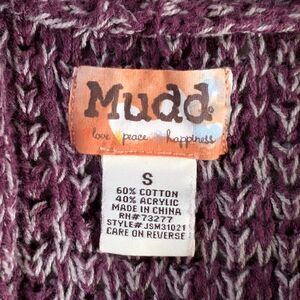 Mudd
love peace happiness
S
60% COTTON
40% ACRYLIC
MADE IN CHINA
RN#73277
STYLE#JSM31021
CARE ON REVERSE